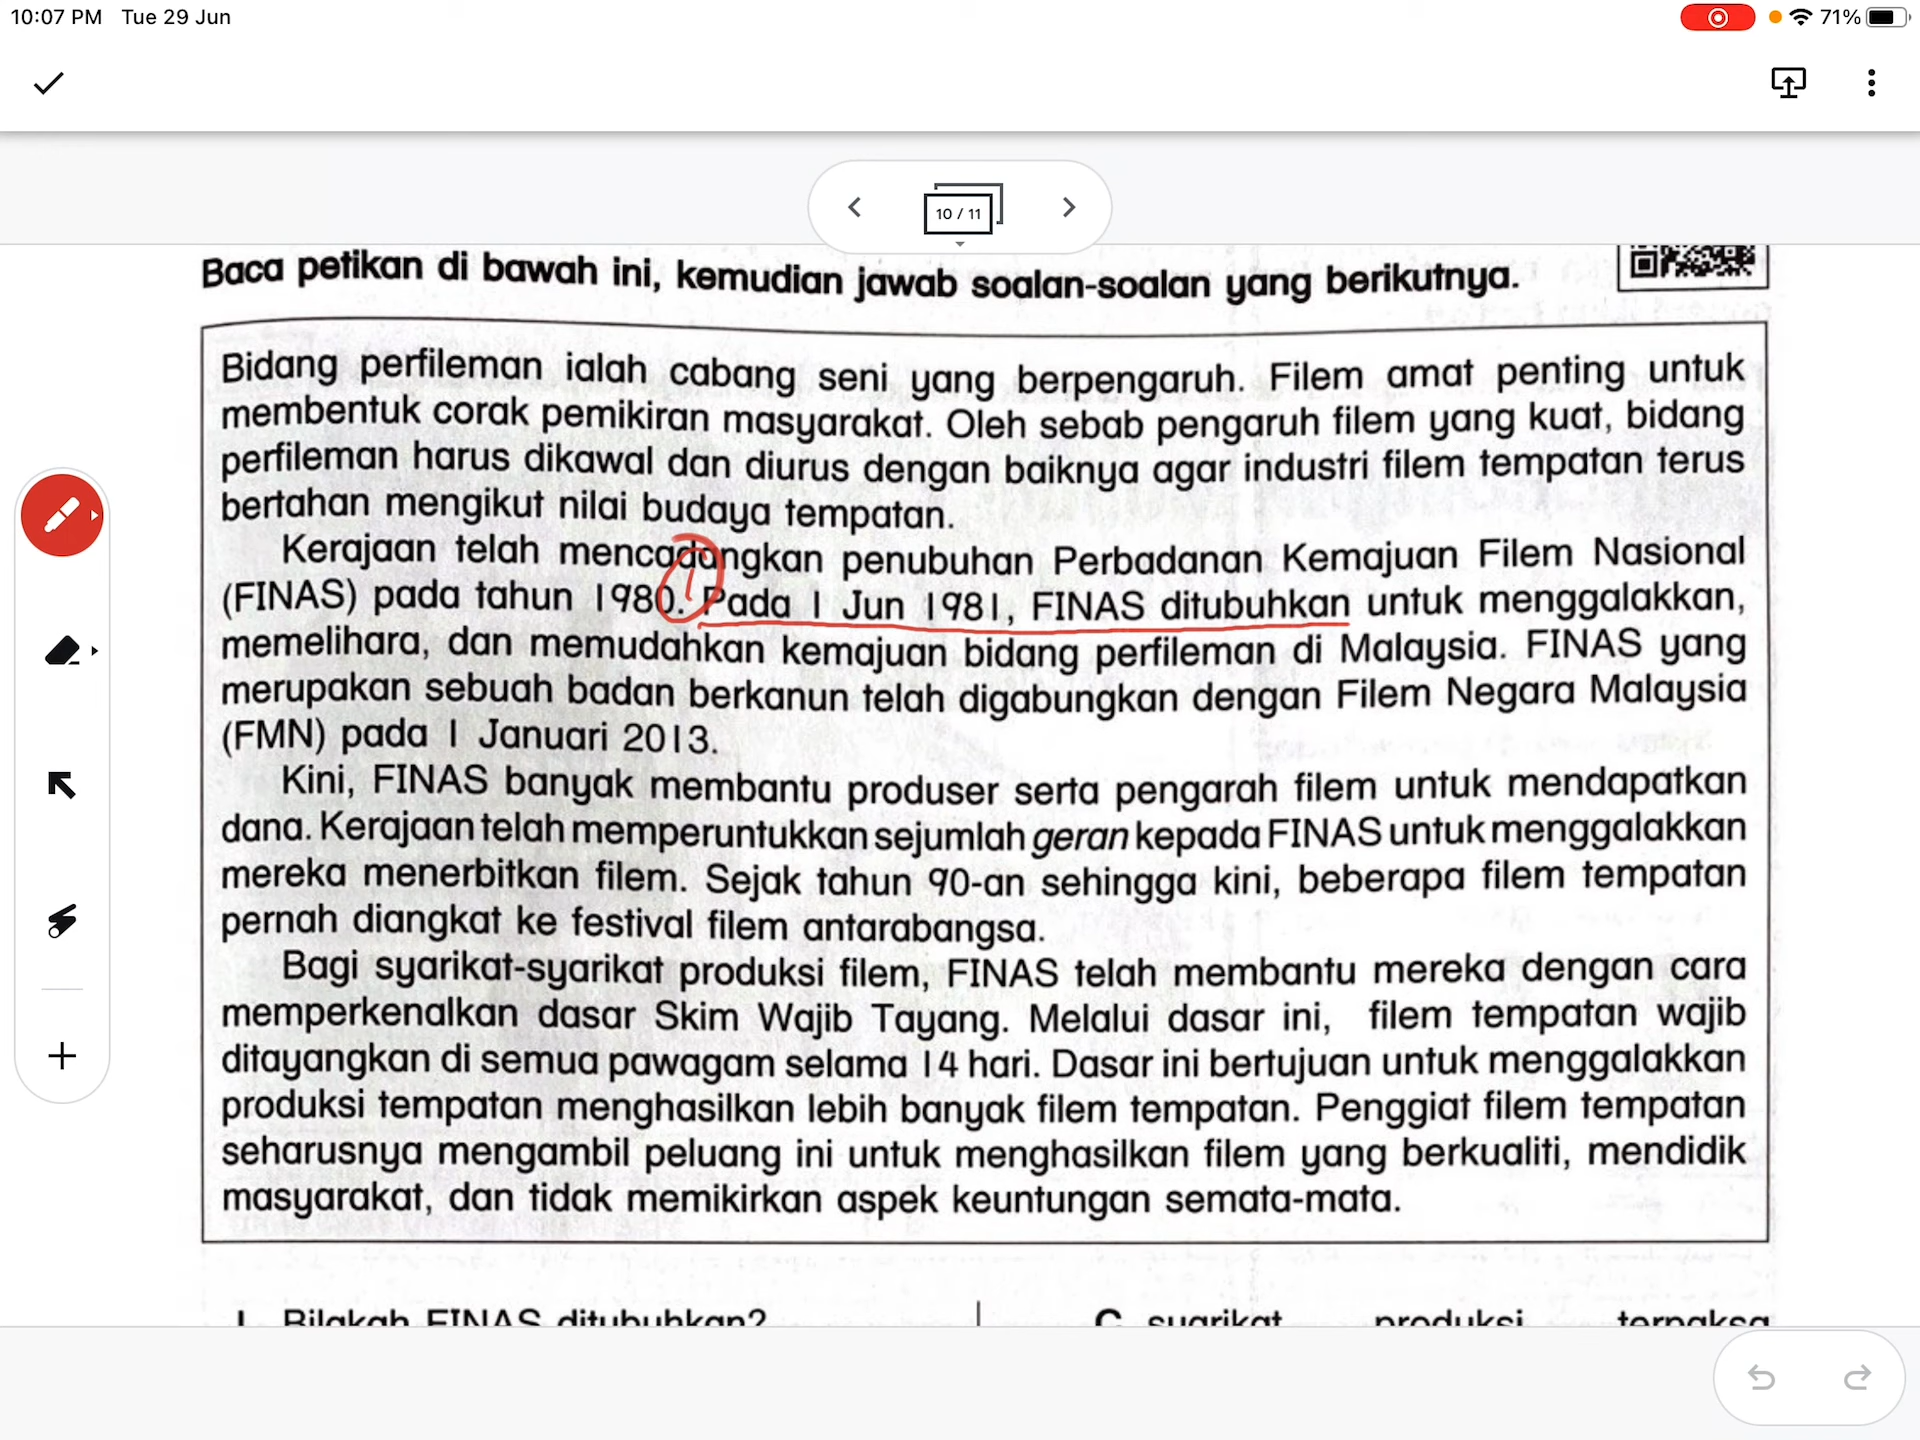 10:07 PM Tue 29 Jun
71%
10 / 11
Baca petikan di bawah ini, kemudian jawab soalan-soalan yang berikutnya.
Bidang perfileman ialah cabang seni yang berpengaruh. Filem amat penting untuk
membentuk corak pemikiran masyarakat. Oleh sebab pengaruh filem yang kuat, bidang
perfileman harus dikawal dan diurus dengan baiknya agar industri filem tempatan terus
bertahan mengikut nilai budaya tempatan.
Kerajaan telah mencadangkan penubuhan Perbadanan Kemajuan Filem Nasional
(FINAS) pada tahun 1980. Pada 1 Jun 1981, FINAS ditubuhkan untuk menggalakkan,
memelihara, dan memudahkan kemajuan bidang perfileman di Malaysia. FINAS yang
merupakan sebuah badan berkanun telah digabungkan dengan Filem Negara Malaysia
(FMN) pada 1 Januari 2013.
Kini, FINAS banyak membantu produser serta pengarah filem untuk mendapatkan
dana. Kerajaan telah memperuntukkan sejumlah geran kepada FINAS untuk menggalakkan
mereka menerbitkan filem. Sejak tahun 90-an sehingga kini, beberapa filem tempatan
pernah diangkat ke festival filem antarabangsa.
Bagi syarikat-syarikat produksi filem, FINAS telah membantu mereka dengan cara
memperkenalkan dasar Skim Wajib Tayang. Melalui dasar ini, filem tempatan wajib
ditayangkan di semua pawagam selama 14 hari. Dasar ini bertujuan untuk menggalakkan
produksi tempatan menghasilkan lebih banyak filem tempatan. Penggiat filem tempatan
seharusnya mengambil peluang ini untuk menghasilkan filem yang berkualiti, mendidik
masyarakat, dan tidak memikirkan aspek keuntungan semata-mata.
1
1 Bilakah FINAS ditubuhkan?
C syarikat produksi terpaksa